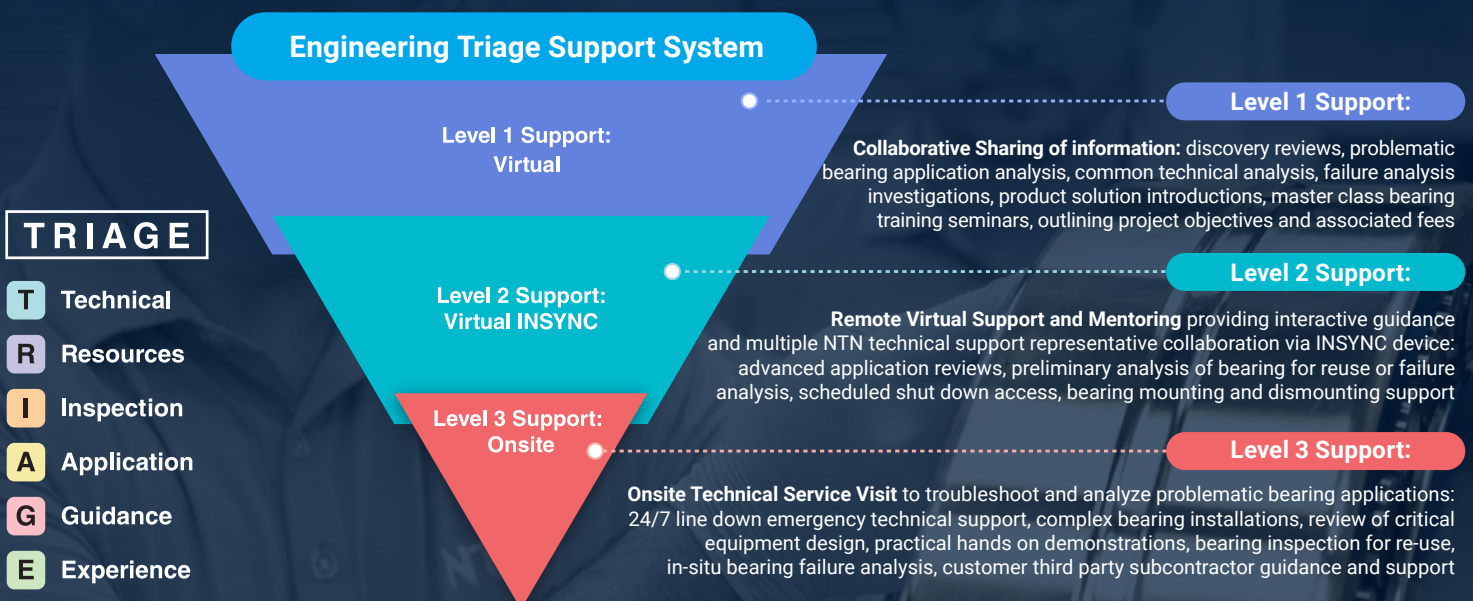 Engineering Triage Support System
Level 1 Support:
Virtual
Level 2 Support:
Virtual INSYNC
Level 3 Support:
Onsite
TRIAGE
T Technical
R Resources
I Inspection
A Application
G Guidance
E Experience
Level 1 Support:
Collaborative Sharing of information: discovery reviews, problematic
bearing application analysis, common technical analysis, failure analysis
investigations, product solution introductions, master class bearing
training seminars, outlining project objectives and associated fees
Level 2 Support:
Remote Virtual Support and Mentoring providing interactive guidance
and multiple NTN technical support representative collaboration via INSYNC device:
advanced application reviews, preliminary analysis of bearing for reuse or failure
analysis, scheduled shut down access, bearing mounting and dismounting support
Level 3 Support:
Onsite Technical Service Visit to troubleshoot and analyze problematic bearing applications:
24/7 line down emergency technical support, complex bearing installations, review of critical
equipment design, practical hands on demonstrations, bearing inspection for re-use,
in-situ bearing failure analysis, customer third party subcontractor guidance and support